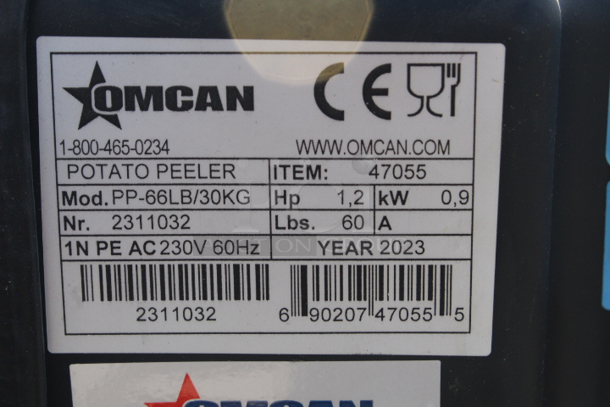 OMCAN CE
1-800-465-0234 WWW.OMCAN.COM
POTATO PEELER ITEM: 47055
Mod. PP-66LB/30KG Hp 1,2 kW 0,9
Nr. 2311032 Lbs. 60 A
1N PE AC 230V 60Hz YEAR 2023
2311032 6 90207 47055 5
OMCAN